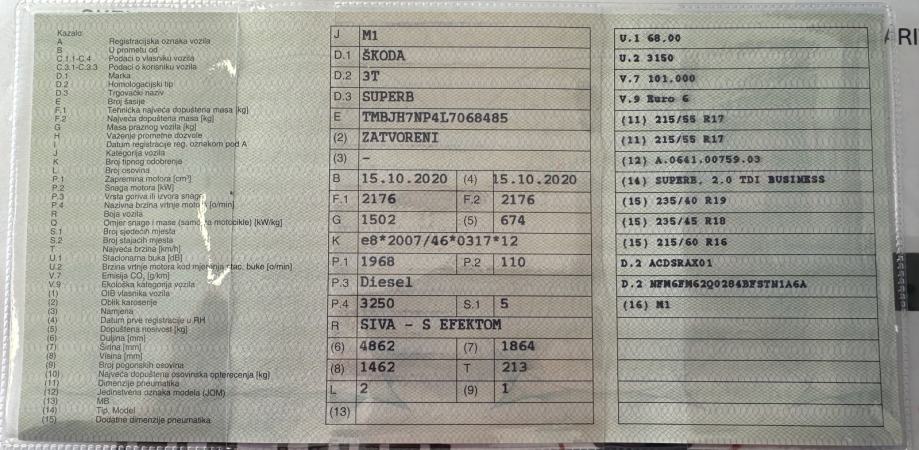 Kazalo:
A Registracijska oznaka vozila
B U prometu od
C.1.1-C.4 Podaci o vlasniku vozila
C.3.1-C.3.3 Podaci o korisniku vozila
D.1 Marka
D.2 Homologacijski tip
D.3 Trgovački naziv
E Broj šasije
F.1 Tehnička najveća dopuštena masa [kg]
F.2 Najveća dopuštena masa [kg]
G Masa praznog vozila [kg]
H Važenje prometne dozvole
I Datum registracije reg. oznakom pod A
J Kategorija vozila
K Broj tipnog odobrenje
L Broj osovina
P.1 Zapremina motora [cm³]
P.2 Snaga motora [kW]
P.3 Vrsta goriva ili izvora snage
P.4 Nazivna brzina vrtnje motora [o/min]
R Boja vozila
Q Omjer snage i mase (samo za motocikle) [kW/kg]
S.1 Broj sjedećih mjesta
S.2 Broj stajaćih mjesta
T Najveća brzina [km/h]
U.1 Stacionarna buka [dB]
U.2 Brzina vrtnje motora kod mjerenja stac. buke [o/min]
V.7 Emisija CO₂ [g/km]
V.9 Ekološka kategorija vozila
(1) OIB vlasnika vozila
(2) Oblik karoserije
(3) Namjena
(4) Datum prve registracije u RH
(5) Dopuštena nosivost [kg]
(6) Duljina [mm]
(7) Širina [mm]
(8) Visina [mm]
(9) Broj pogonskih osovina
(10) Najveća dopuštena osovinska opterećenja [kg]
(11) Dimenzije pneumatika
(12) Jedinstvena oznaka modela (JOM)
(13) MB
(14) Tip, Model
(15) Dodatne dimenzije pneumatika
J M1
D.1 ŠKODA
D.2 3T
D.3 SUPERB
E TMBJH7NP4L7068485
(2) ZATVORENI
(3) -
B 15.10.2020 (4) 15.10.2020
F.1 2176 F.2 2176
G 1502 (5) 674
K e8*2007/46*0317*12
P.1 1968 P.2 110
P.3 Diesel
P.4 3250 S.1 5
R SIVA - S EFEKTOM
(6) 4862 (7) 1864
(8) 1462 T 213
L 2 (9) 1
(13)
U.1 68.00
U.2 3150
V.7 101.000
V.9 Euro 6
(11) 215/55 R17
(11) 215/55 R17
(12) A.0641.00759.03
(14) SUPERB, 2.0 TDI BUSINESS
(15) 235/40 R19
(15) 235/45 R18
(15) 215/60 R16
D.2 ACDSRAX01
D.2 NFM6FM62Q0284BFSTN1A6A
(16) M1
ARI